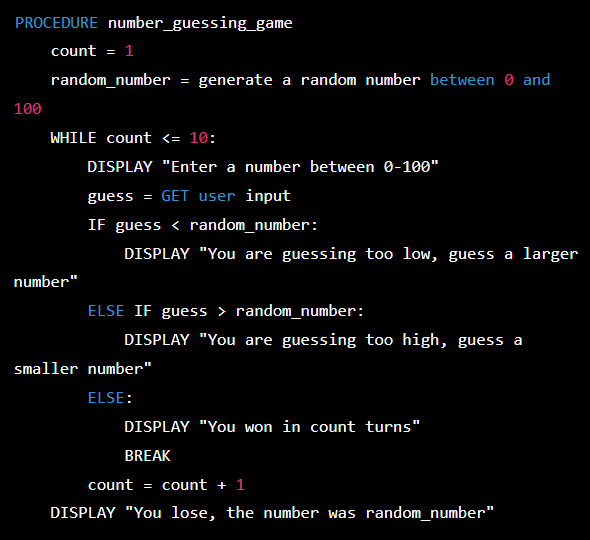 PROCEDURE number_guessing_game
count = 1
random_number = generate a random number between 0 and
100
WHILE count <= 10:
DISPLAY "Enter a number between 0-100"
guess = GET user input
IF guess < random_number:
DISPLAY "You are guessing too low, guess a larger
number"
ELSE IF guess > random_number:
DISPLAY "You are guessing too high, guess a
smaller number"
ELSE:
DISPLAY "You won in count turns"
BREAK
count = count + 1
DISPLAY "You lose, the number was random_number"